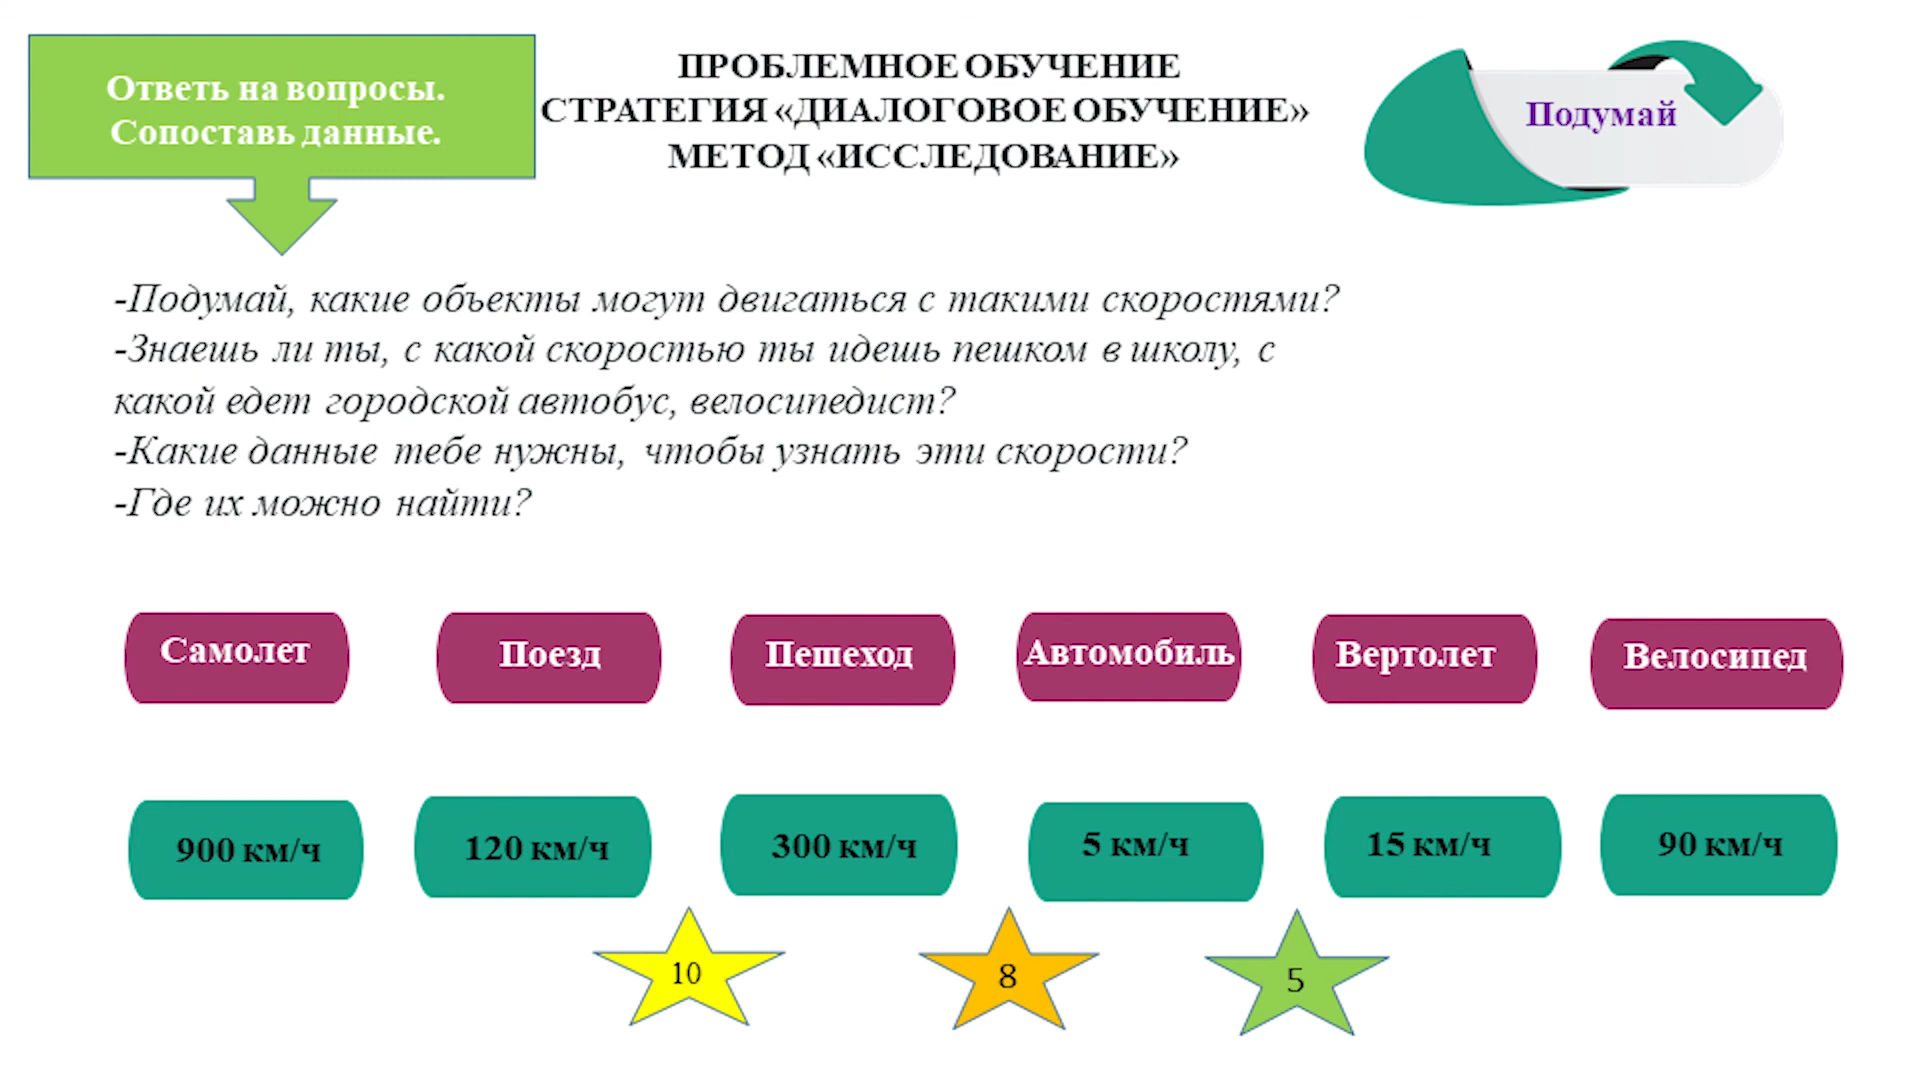 Ответь на вопросы.
Сопоставь данные.
ПРОБЛЕМНОЕ ОБУЧЕНИЕ
СТРАТЕГИЯ «ДИАЛОГОВОЕ ОБУЧЕНИЕ»
МЕТОД «ИССЛЕДОВАНИЕ»
Подумай
-Подумай, какие объекты могут двигаться с такими скоростями?
-Знаешь ли ты, с какой скоростью ты идешь пешком в школу, с
какой едет городской автобус, велосипедист?
-Какие данные тебе нужны, чтобы узнать эти скорости?
-Где их можно найти?
Самолет
Поезд
Пешеход
Автомобиль
Вертолет
Велосипед
900 км/ч
120 км/ч
300 км/ч
5 км/ч
15 км/ч
90 км/ч
10
8
5